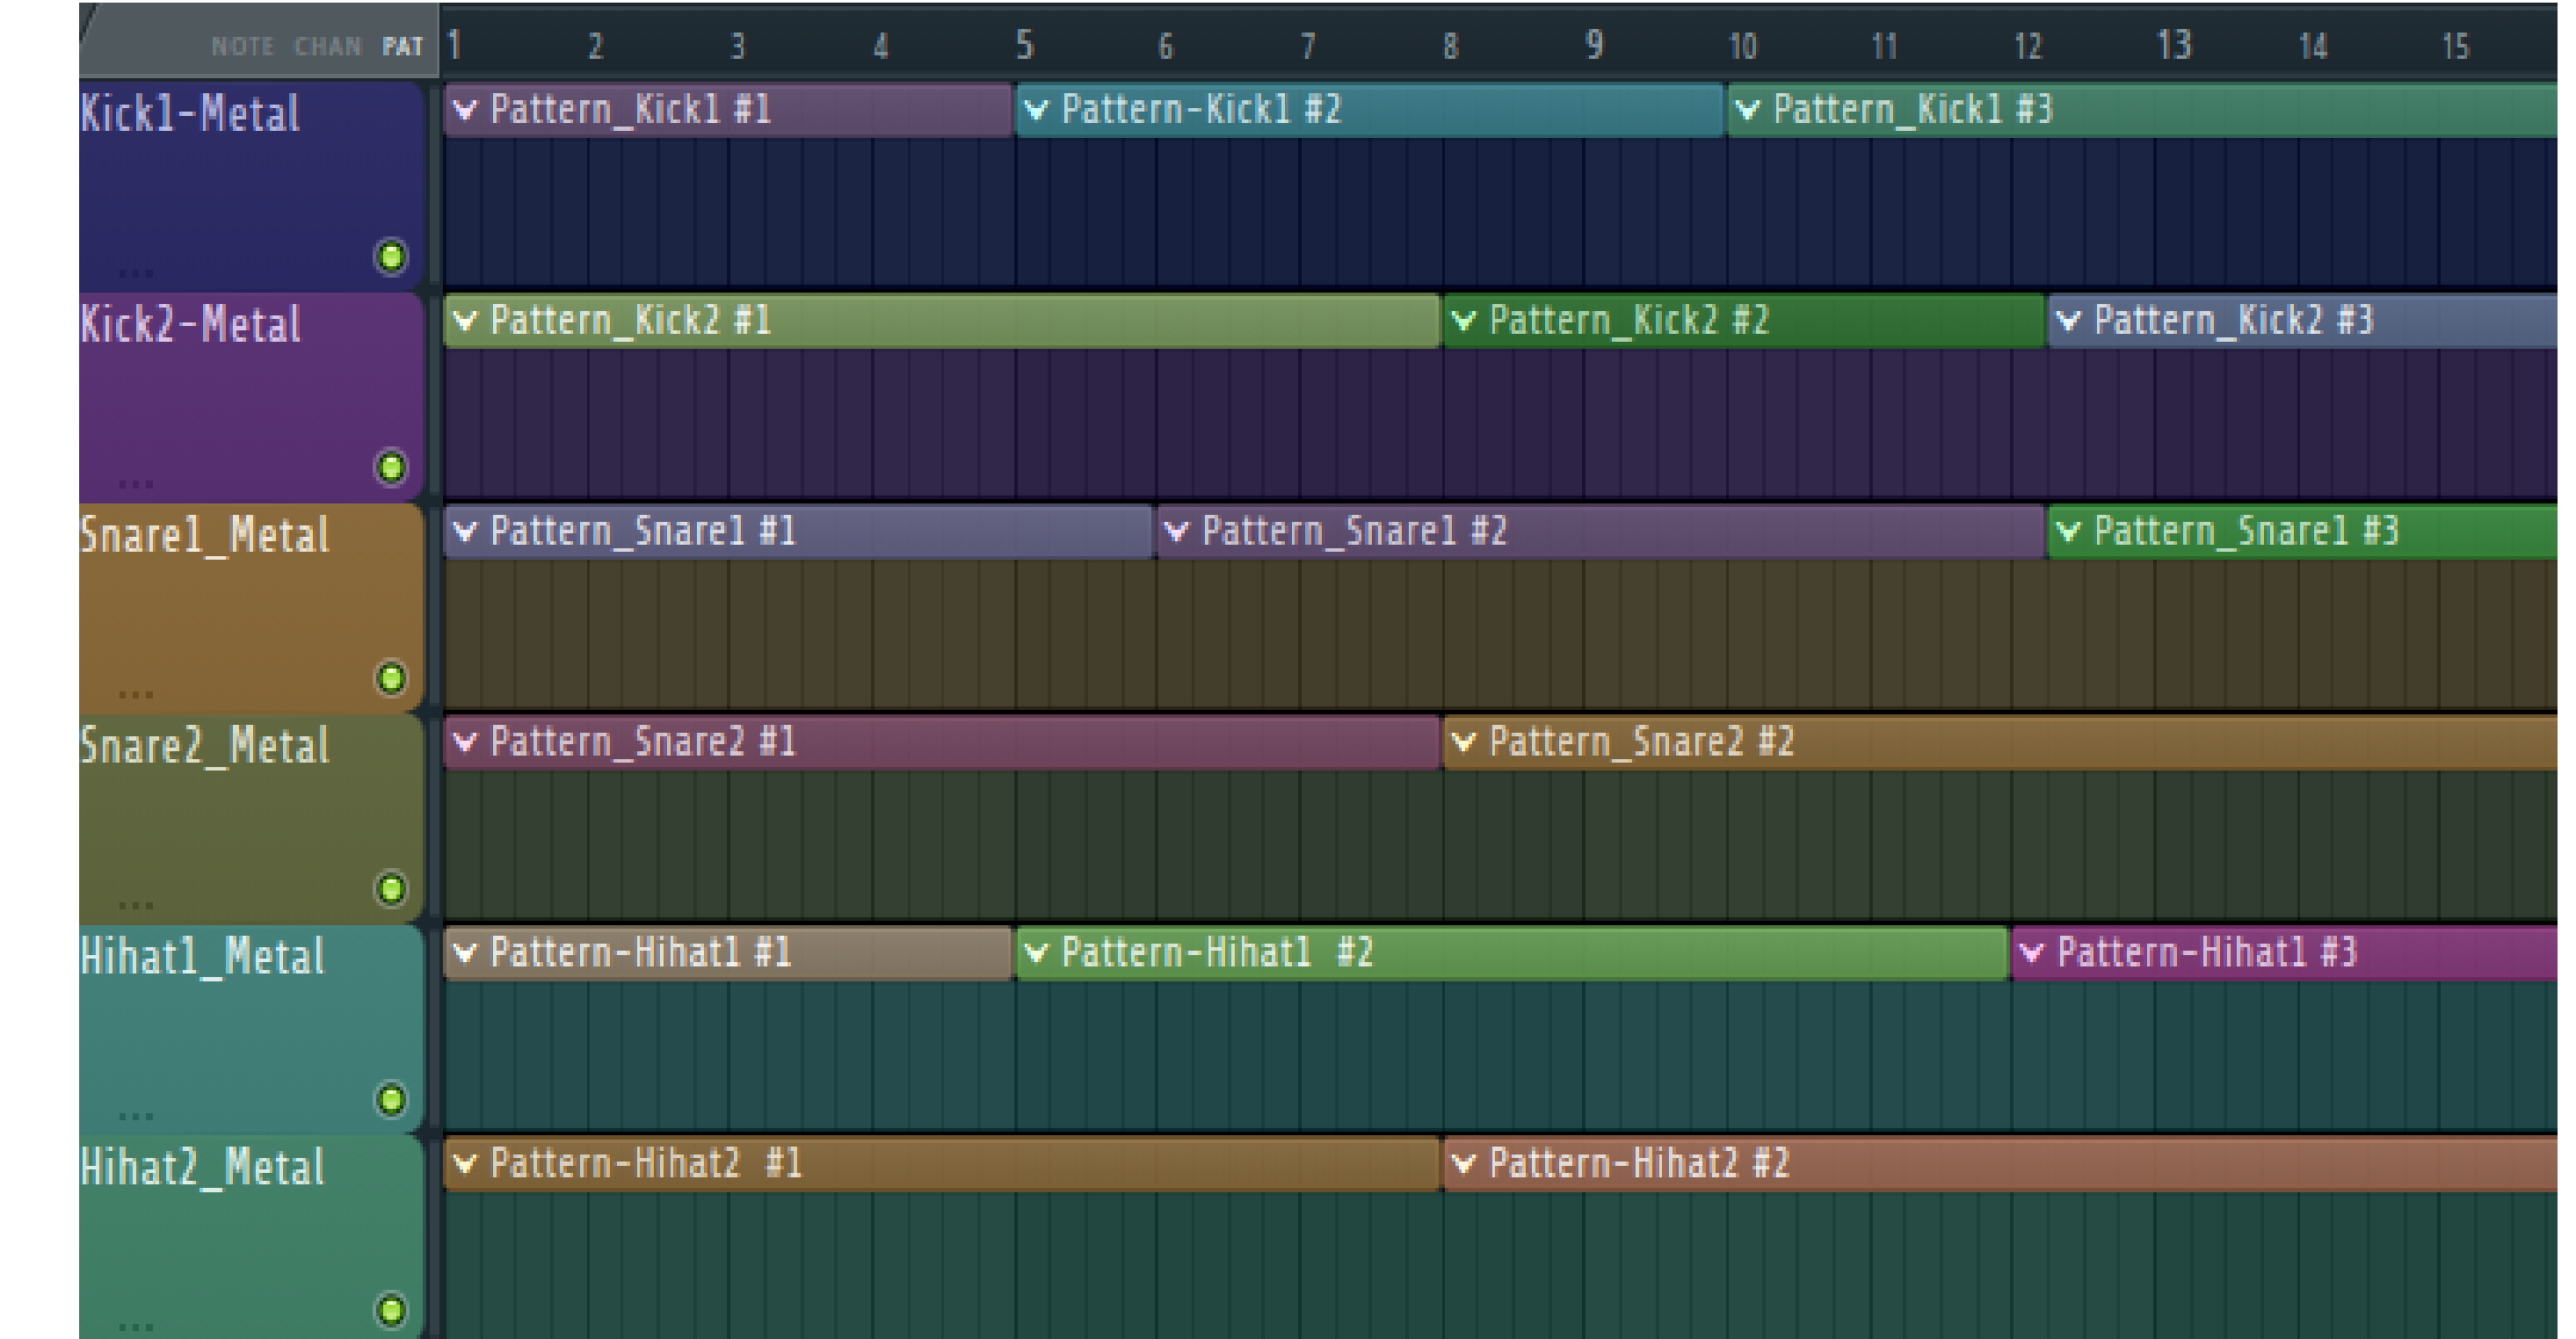 NOTE CHAN PAT 1 2 3 4 5 6 7 8 9 10 11 12 13 14 15
Kick1-Metal Pattern_Kick1 #1 Pattern-Kick1 #2 Pattern_Kick1 #3
...
Kick2-Metal Pattern_Kick2 #1 Pattern_Kick2 #2 Pattern_Kick2 #3
...
Snare1_Metal Pattern_Snare1 #1 Pattern_Snare1 #2 Pattern_Snare1 #3
...
Snare2_Metal Pattern_Snare2 #1 Pattern_Snare2 #2
...
Hihat1_Metal Pattern-Hihat1 #1 Pattern-Hihat1  #2 Pattern-Hihat1 #3
...
Hihat2_Metal Pattern-Hihat2  #1 Pattern-Hihat2 #2
...